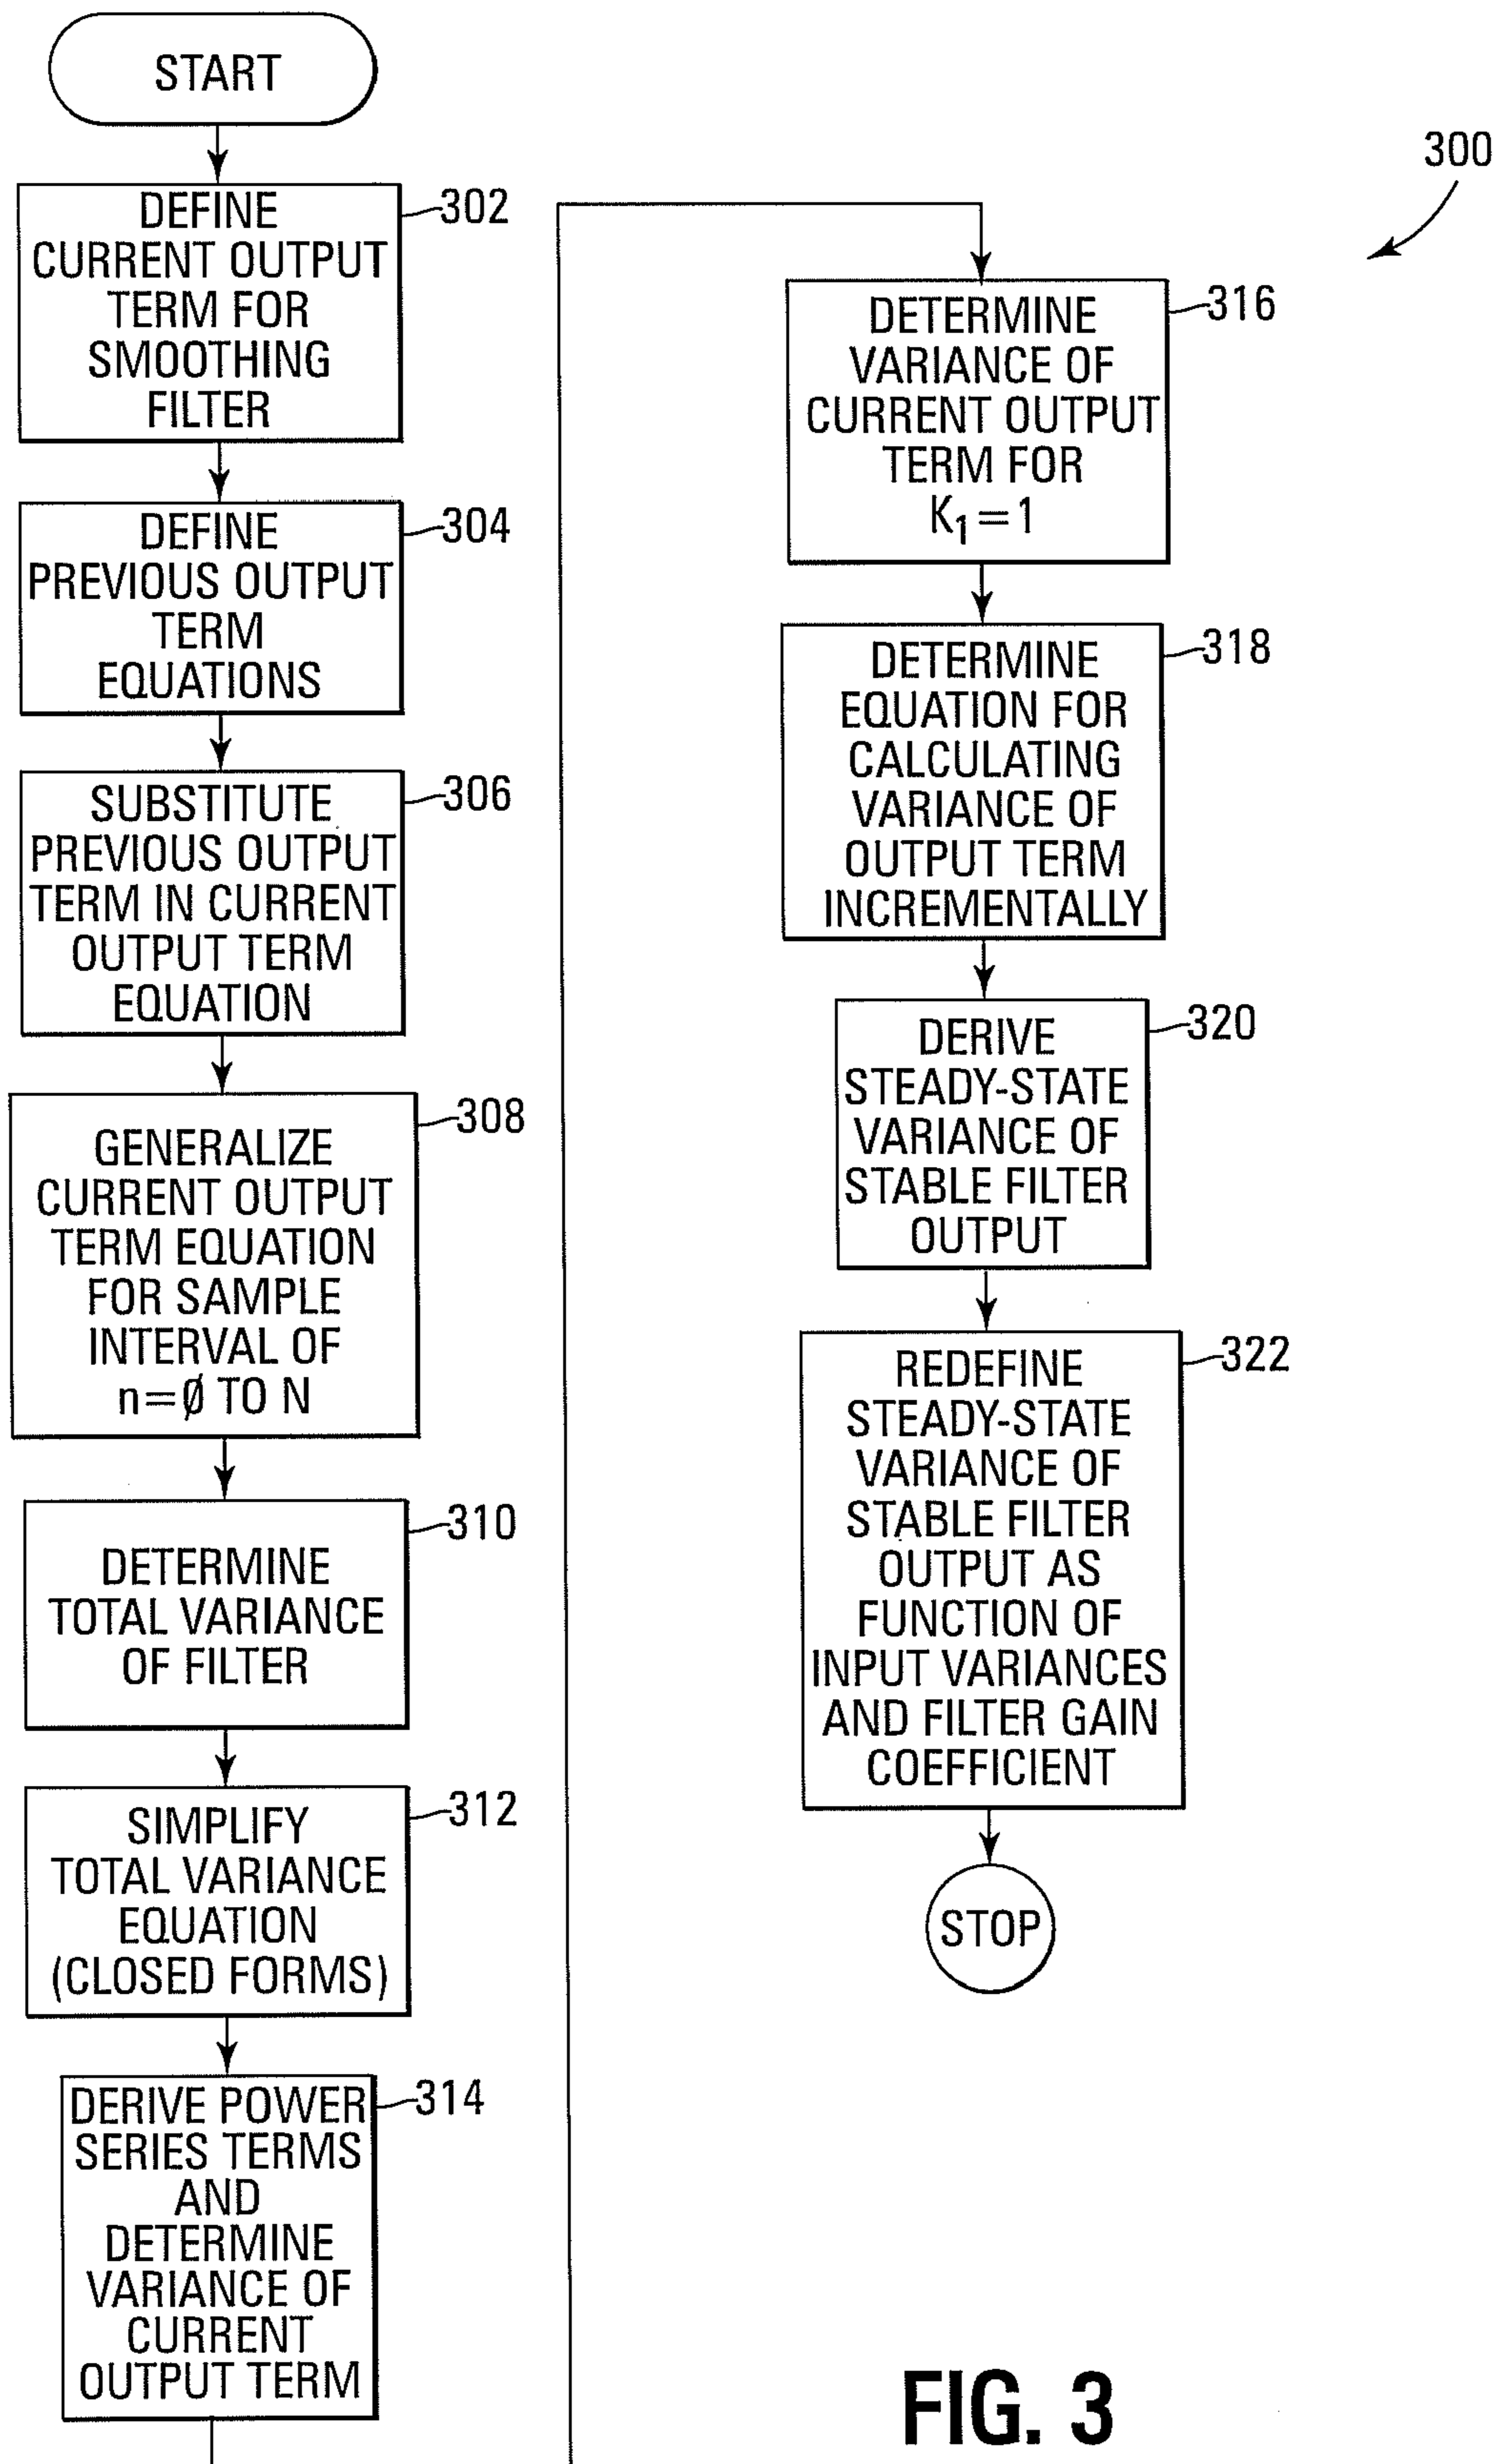 START
302
DEFINE
CURRENT OUTPUT
TERM FOR
SMOOTHING
FILTER
304
DEFINE
PREVIOUS OUTPUT
TERM
EQUATIONS
306
SUBSTITUTE
PREVIOUS OUTPUT
TERM IN CURRENT
OUTPUT TERM
EQUATION
308
GENERALIZE
CURRENT OUTPUT
TERM EQUATION
FOR SAMPLE
INTERVAL OF
n=Ø TO N
310
DETERMINE
TOTAL VARIANCE
OF FILTER
312
SIMPLIFY
TOTAL VARIANCE
EQUATION
(CLOSED FORMS)
314
DERIVE POWER
SERIES TERMS
AND
DETERMINE
VARIANCE OF
CURRENT
OUTPUT TERM
300
316
DETERMINE
VARIANCE OF
CURRENT OUTPUT
TERM FOR
K₁=1
318
DETERMINE
EQUATION FOR
CALCULATING
VARIANCE OF
OUTPUT TERM
INCREMENTALLY
320
DERIVE
STEADY-STATE
VARIANCE OF
STABLE FILTER
OUTPUT
322
REDEFINE
STEADY-STATE
VARIANCE OF
STABLE FILTER
OUTPUT AS
FUNCTION OF
INPUT VARIANCES
AND FILTER GAIN
COEFFICIENT
STOP
FIG. 3